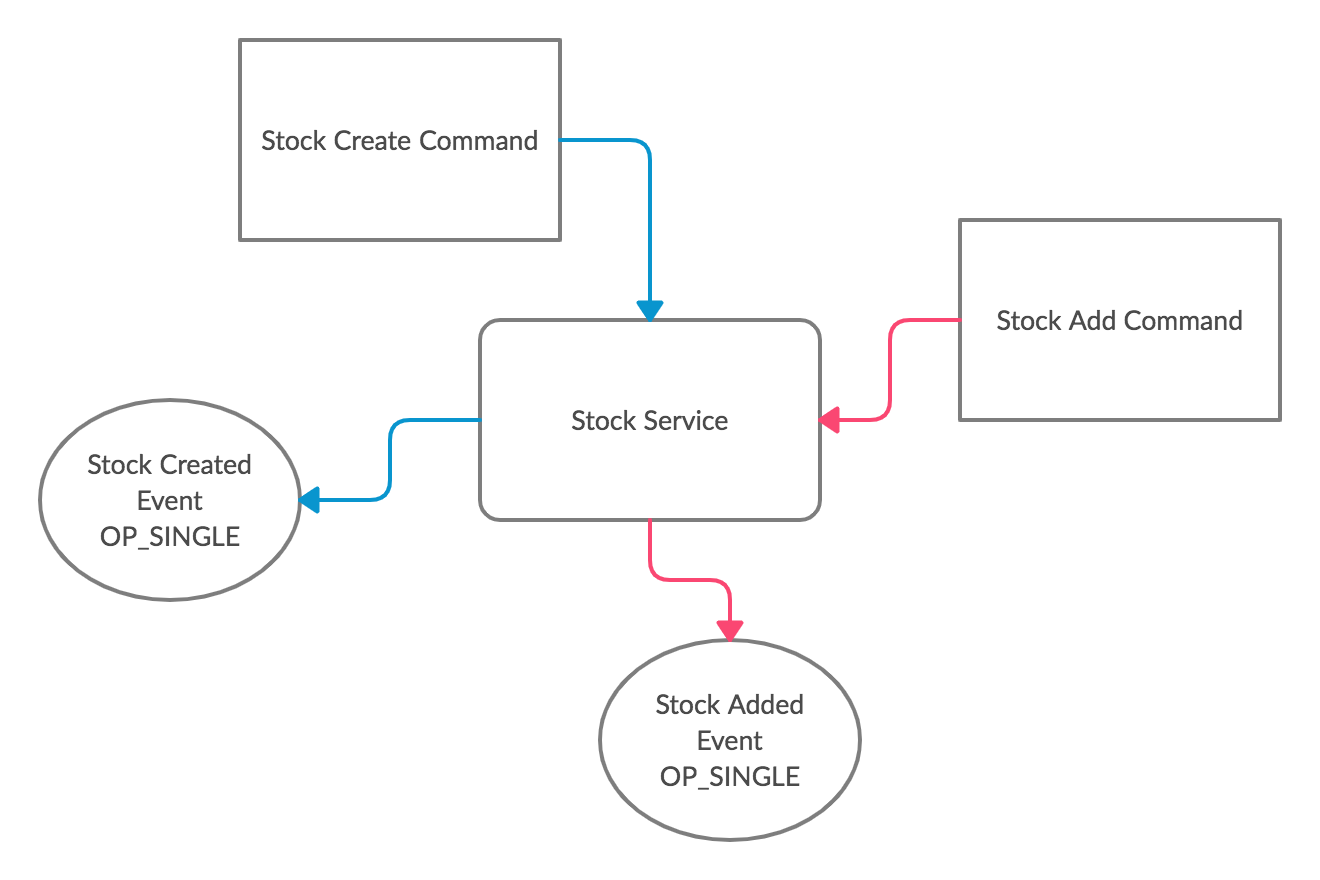 Stock Create Command
Stock Add Command
Stock Service
Stock Created
Event
OP_SINGLE
Stock Added
Event
OP_SINGLE